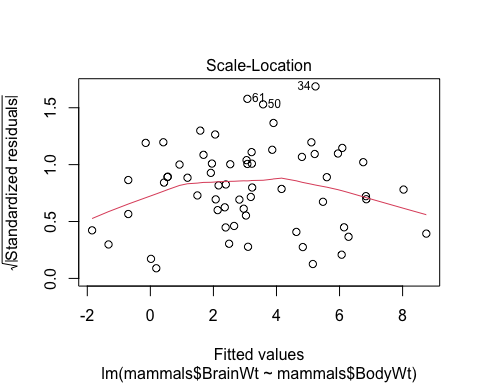 Scale-Location
√|Standardized residuals|
1.5
1.0
0.5
0.0
34
61
50
-2 0 2 4 6 8
Fitted values
lm(mammals$BrainWt ~ mammals$BodyWt)